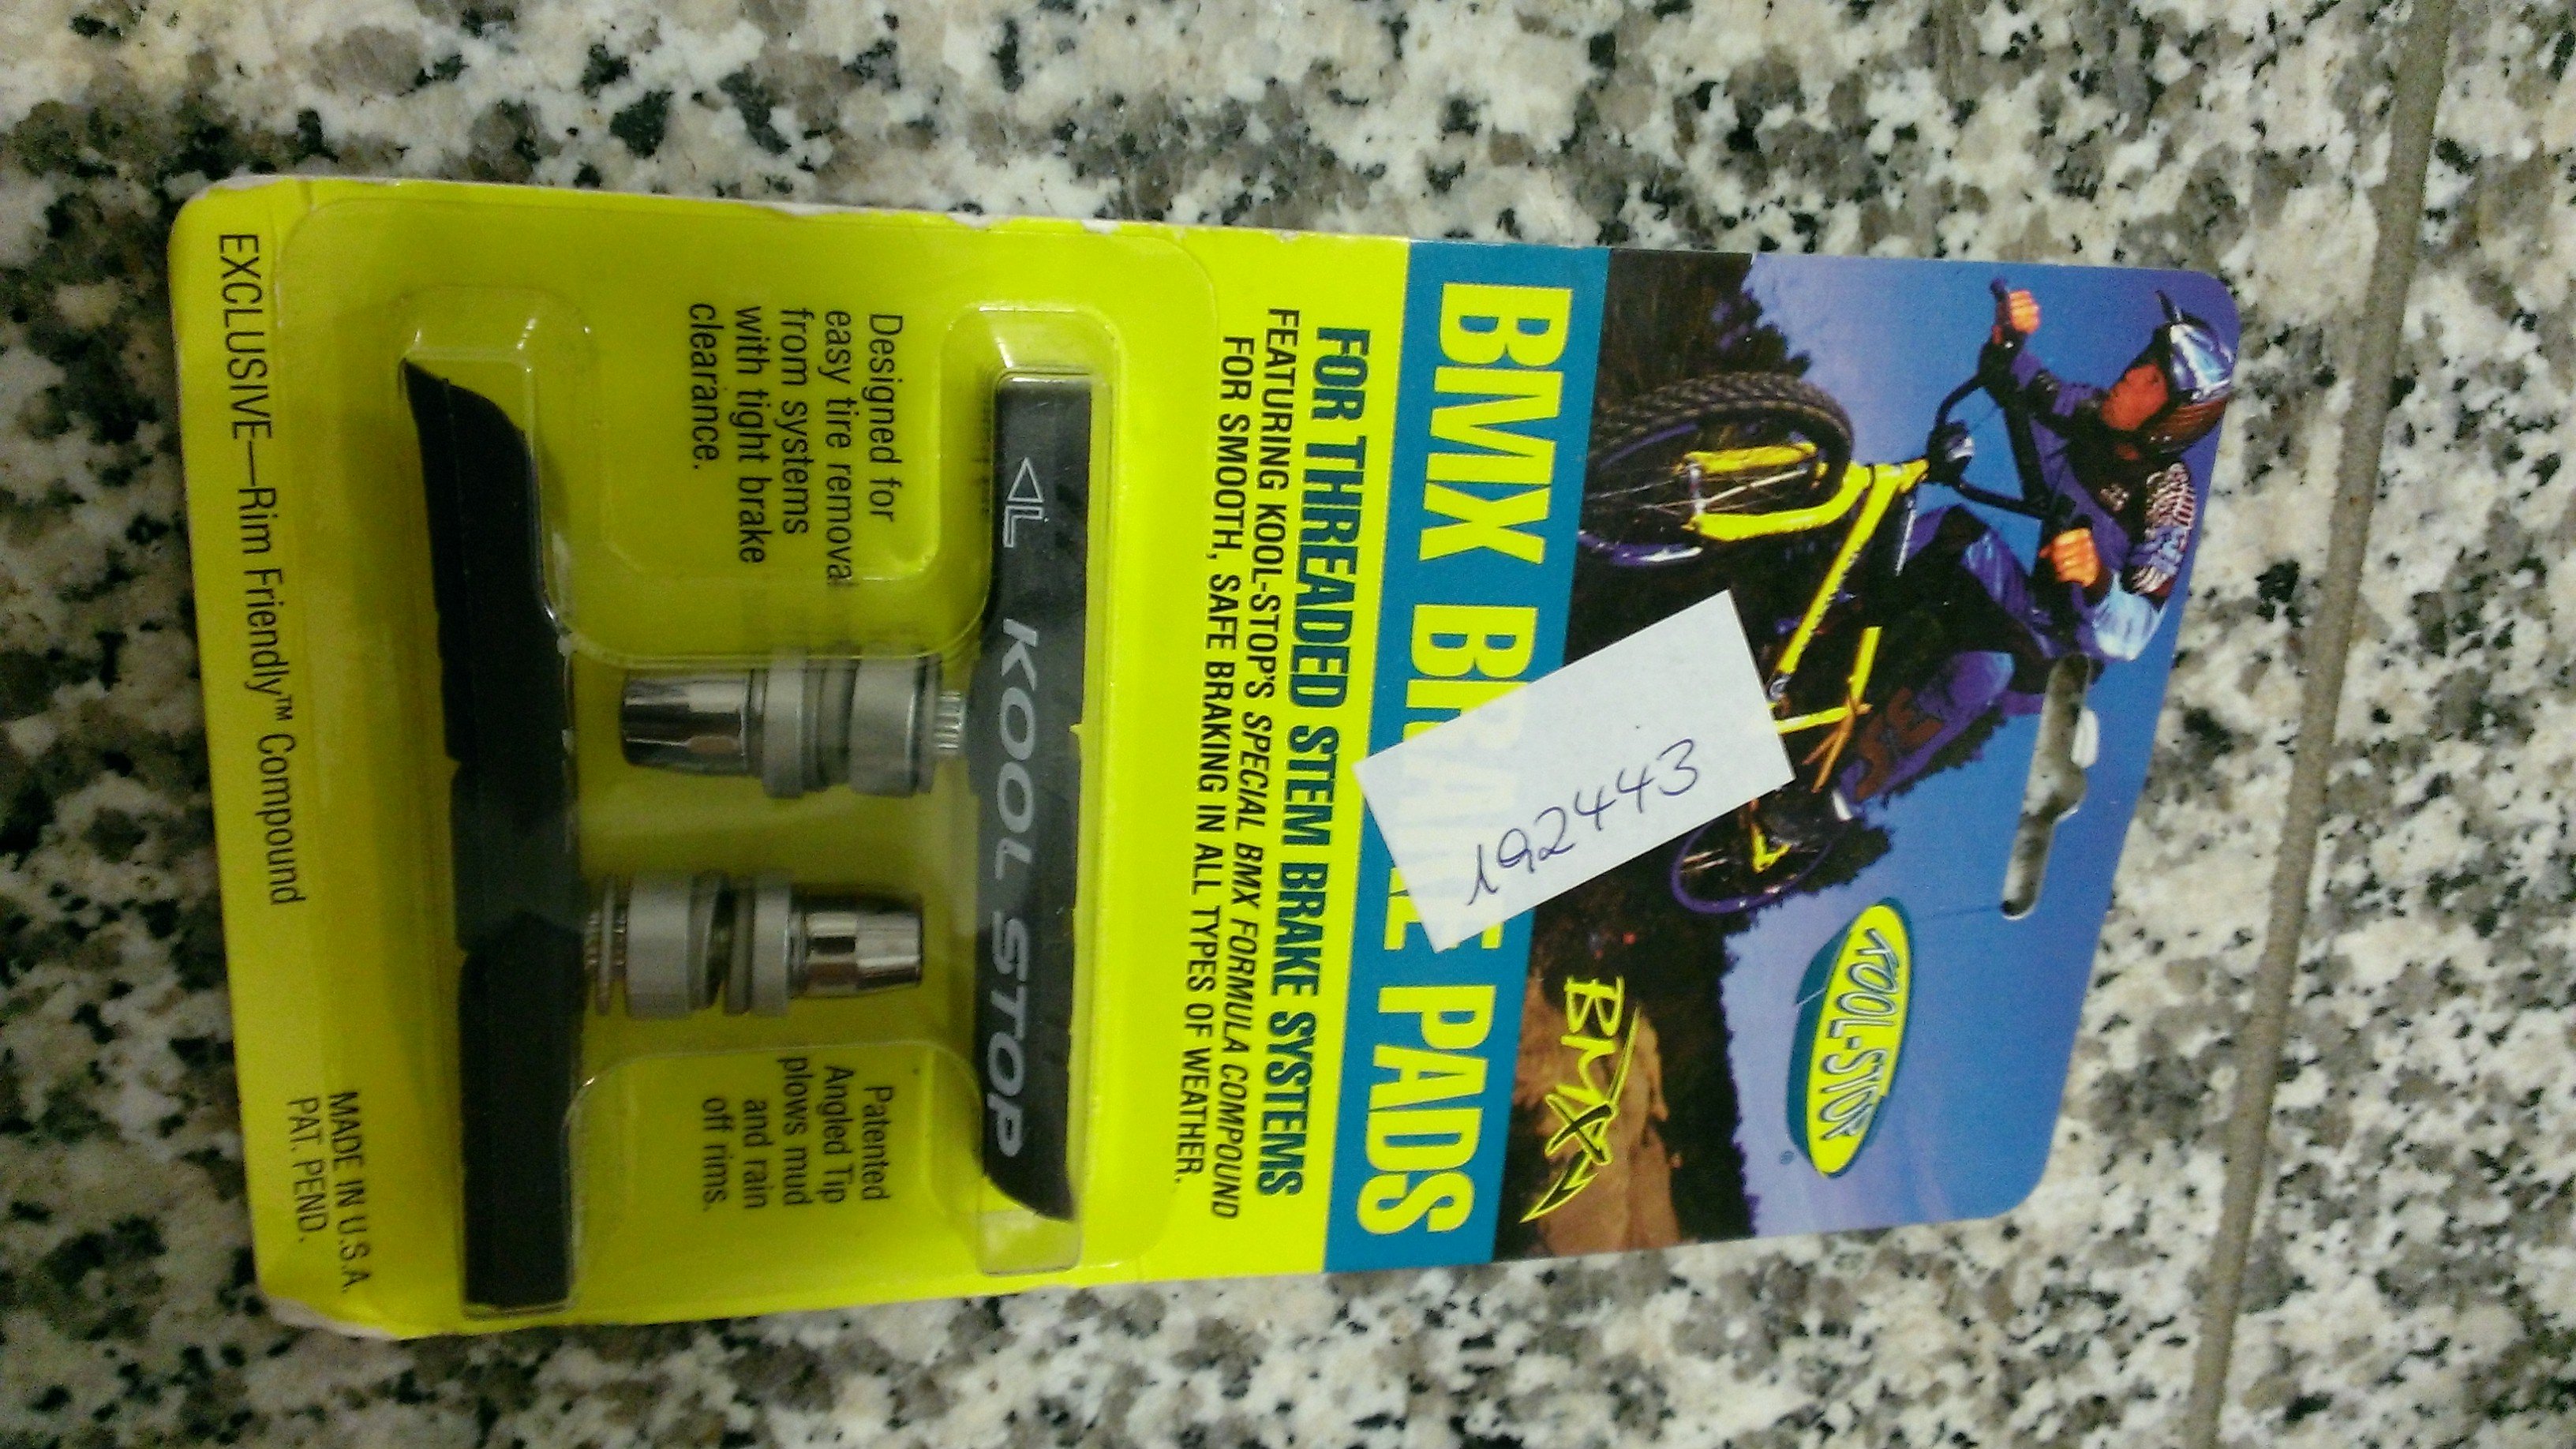 KOOL-STOP
®
BMX
192443
BMX BRAKE PADS
FOR THREADED STEM BRAKE SYSTEMS
FEATURING KOOL-STOP'S SPECIAL BMX FORMULA COMPOUND
FOR SMOOTH, SAFE BRAKING IN ALL TYPES OF WEATHER.
L KOOL STOP
Designed for
easy tire removal
from systems
with tight brake
clearance.
Patented
Angled Tip
plows mud
and rain
off rims.
MADE IN U.S.A.
PAT. PEND.
EXCLUSIVE—Rim Friendly™ Compound